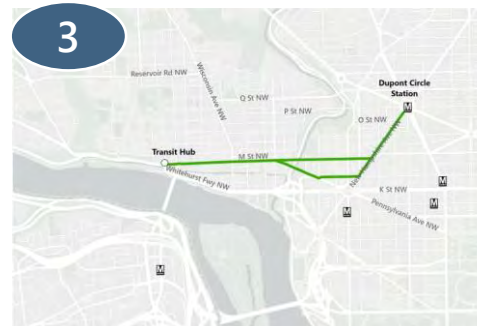 3
Reservoir Rd NW
Wisconsin Ave NW
Q St NW
P St NW
O St NW
Dupont Circle
Station
M
Transit Hub
M St NW
Whitehurst Fwy NW
K St NW
Pennsylvania Ave NW
M
M
M
M